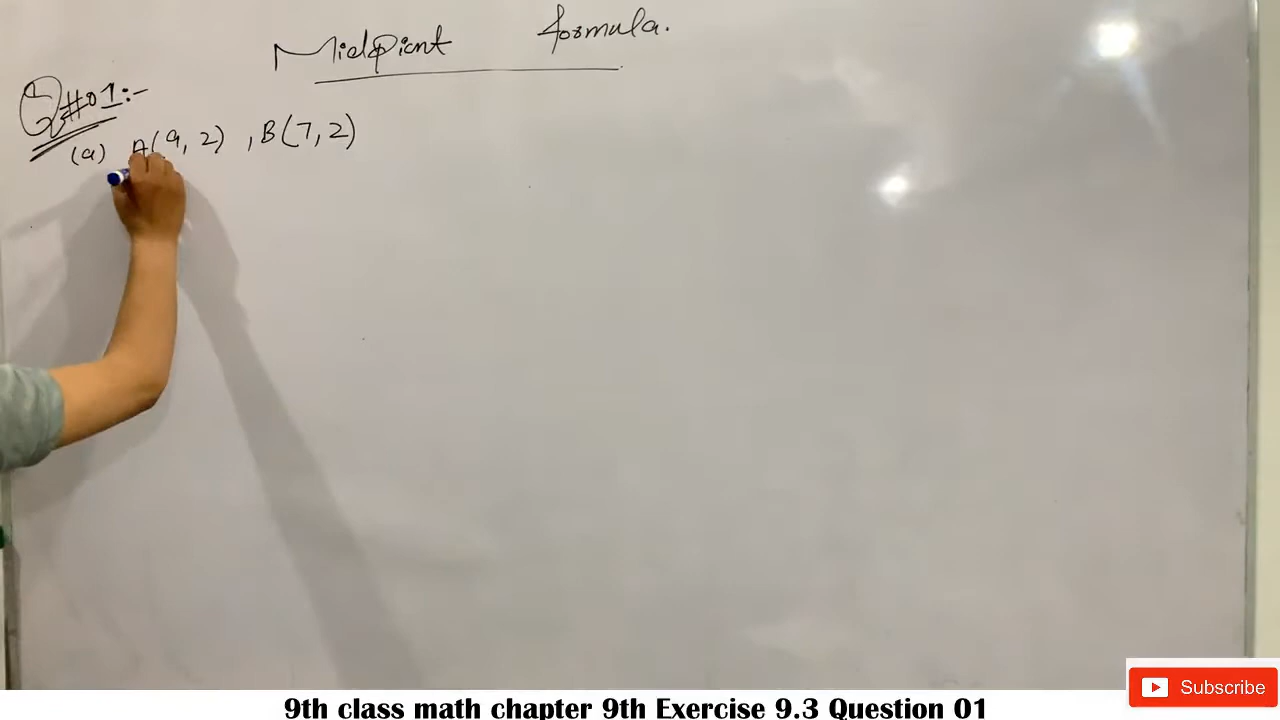 Midpoint formula.
Q#01:-
(a) A(9,2) , B(7,2)
Subscribe
9th class math chapter 9th Exercise 9.3 Question 01